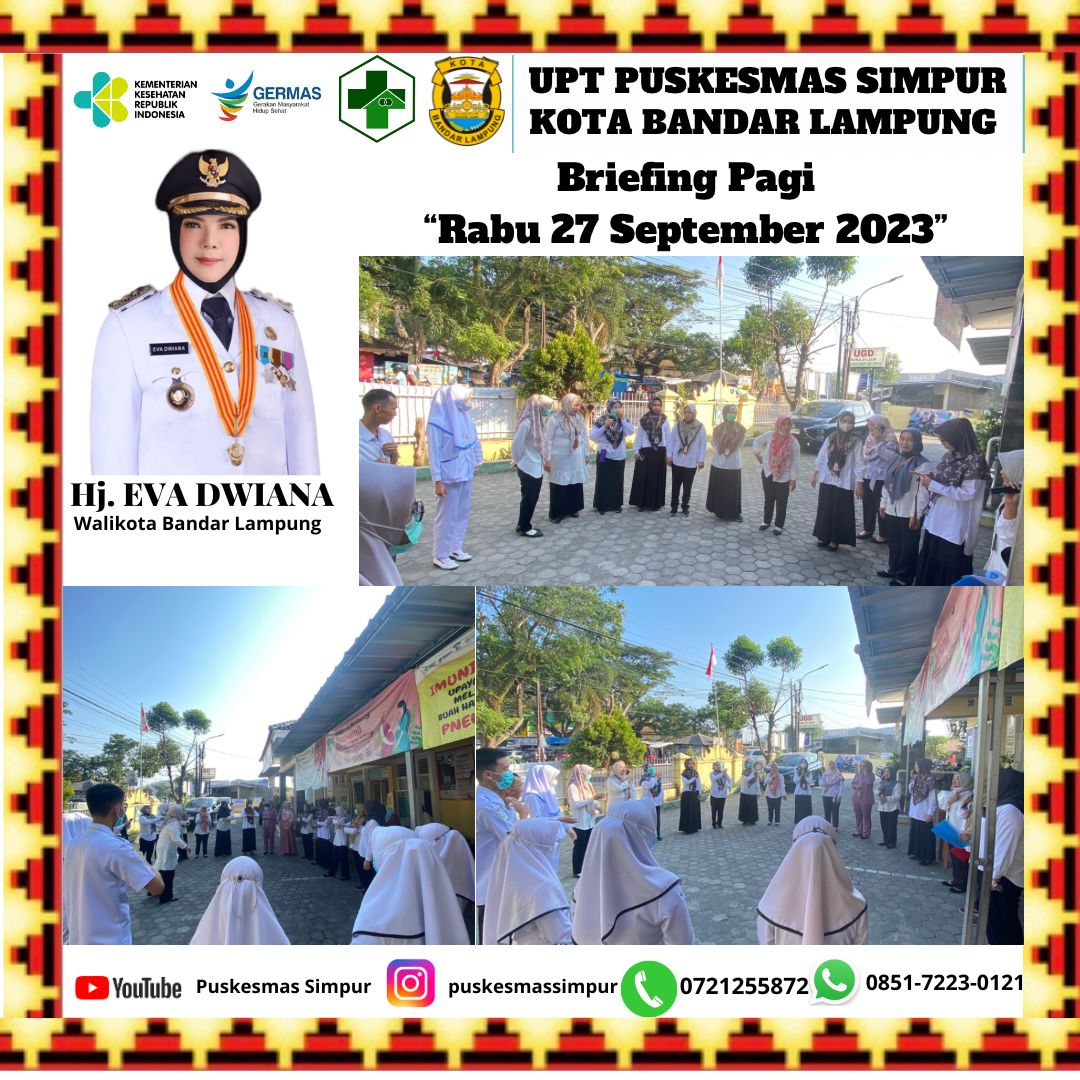 KEMENTERIAN
KESEHATAN
REPUBLIK
INDONESIA
GERMAS
Gerakan Masyarakat
Hidup Sehat
KOTA
BANDAR LAMPUNG
UPT PUSKESMAS SIMPUR
KOTA BANDAR LAMPUNG
Briefing Pagi
“Rabu 27 September 2023”
EVA DWIANA
Hj. EVA DWIANA
Walikota Bandar Lampung
UGD
IMUNI
UPAYA
MEL
BUAH HA
PNEU
UGD
YouTube
Puskesmas Simpur
puskesmassimpur
0721255872
0851-7223-0121